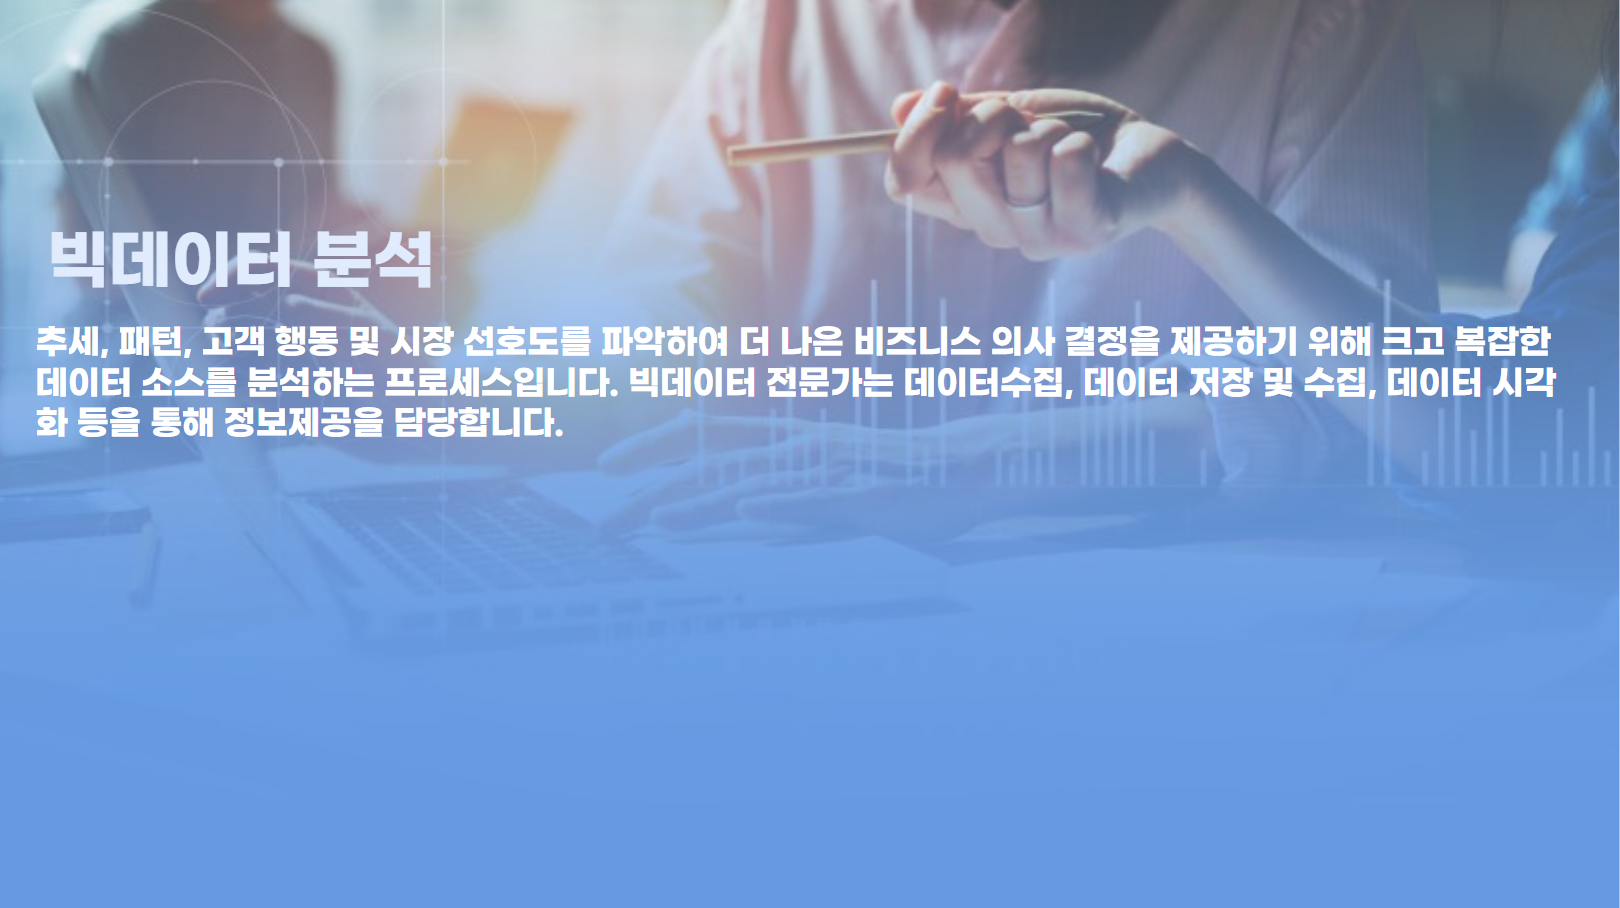 빅데이터 분석
추세, 패턴, 고객 행동 및 시장 선호도를 파악하여 더 나은 비즈니스 의사 결정을 제공하기 위해 크고 복잡한
데이터 소스를 분석하는 프로세스입니다. 빅데이터 전문가는 데이터수집, 데이터 저장 및 수집, 데이터 시각
화 등을 통해 정보제공을 담당합니다.